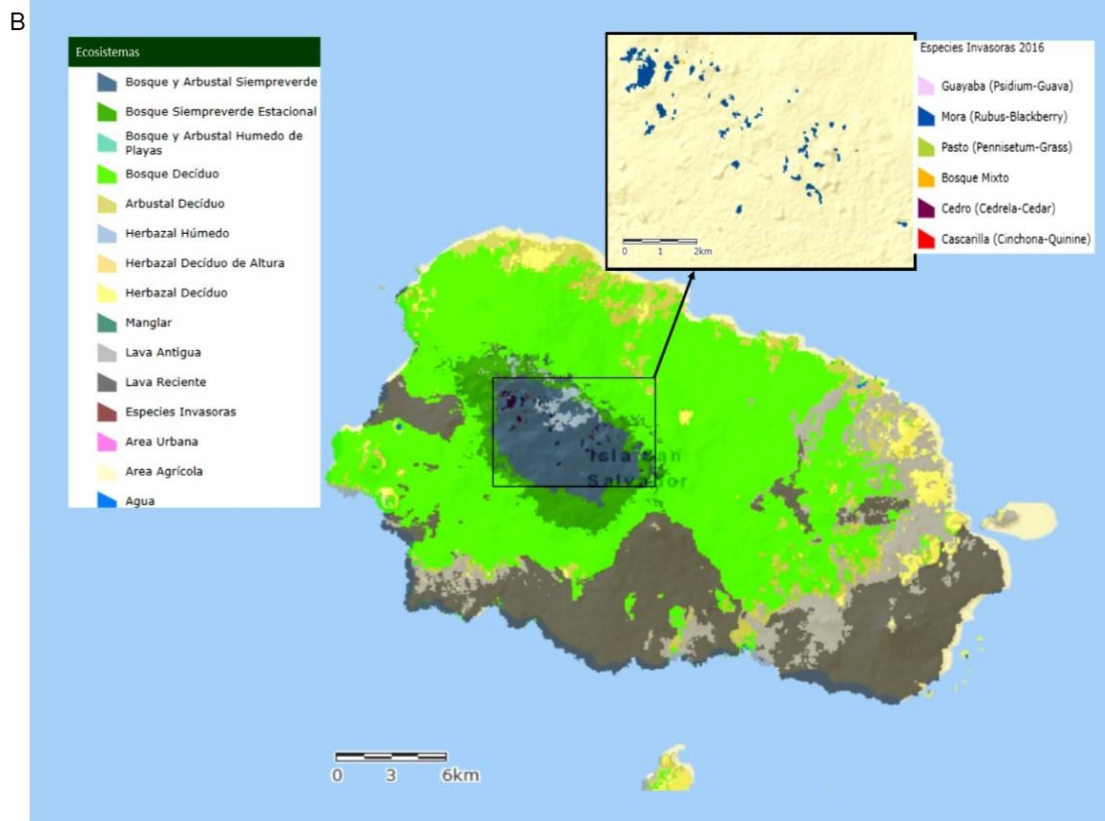 B
Ecosistemas
Bosque y Arbustal Siempreverde
Bosque Siempreverde Estacional
Bosque y Arbustal Humedo de
Playas
Bosque Decíduo
Arbustal Decíduo
Herbazal Húmedo
Herbazal Decíduo de Altura
Herbazal Decíduo
Manglar
Lava Antigua
Lava Reciente
Especies Invasoras
Area Urbana
Area Agrícola
Agua
0 1 2km
Especies Invasoras 2016
Guayaba (Psidium-Guava)
Mora (Rubus-Blackberry)
Pasto (Pennisetum-Grass)
Bosque Mixto
Cedro (Cedrela-Cedar)
Cascarilla (Cinchona-Quinine)
Isla San
Salvador
0 3 6km